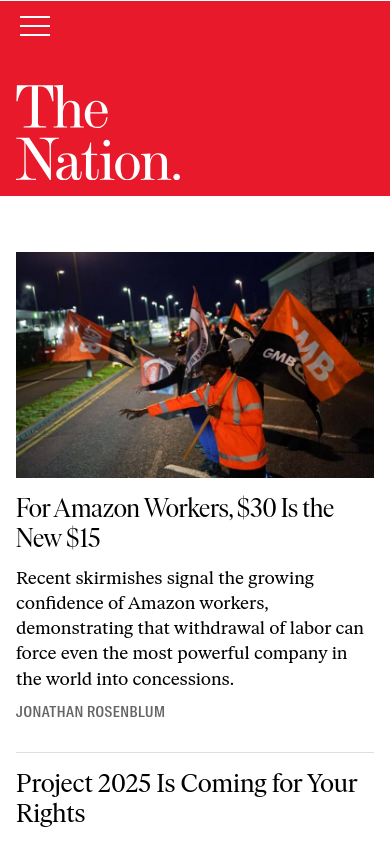 The
Nation.
GMB
GMB
For Amazon Workers, $30 Is the
New $15
Recent skirmishes signal the growing
confidence of Amazon workers,
demonstrating that withdrawal of labor can
force even the most powerful company in
the world into concessions.
JONATHAN ROSENBLUM
Project 2025 Is Coming for Your
Rights